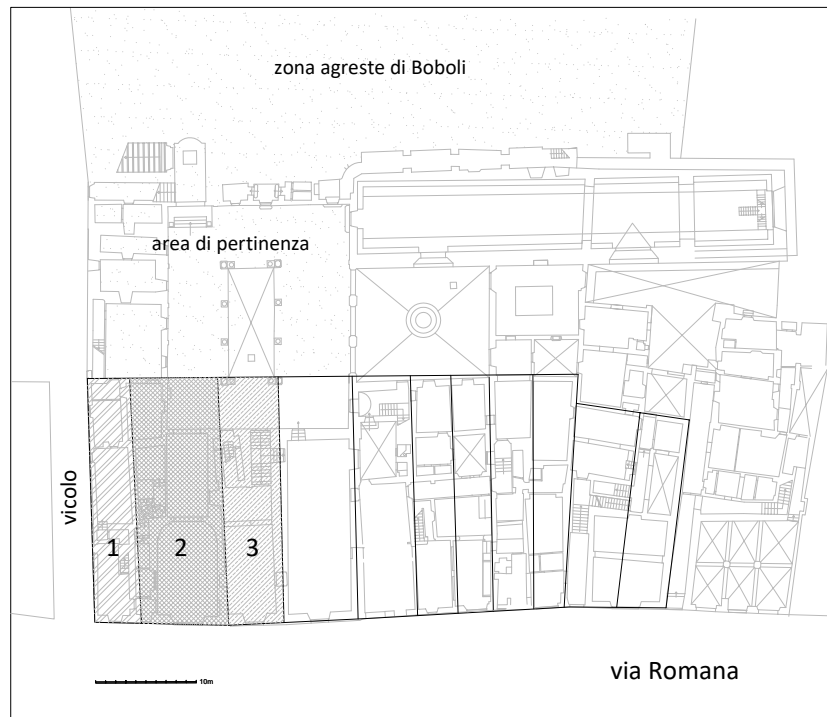 zona agreste di Boboli
area di pertinenza
vicolo
1
2
3
10m
via Romana